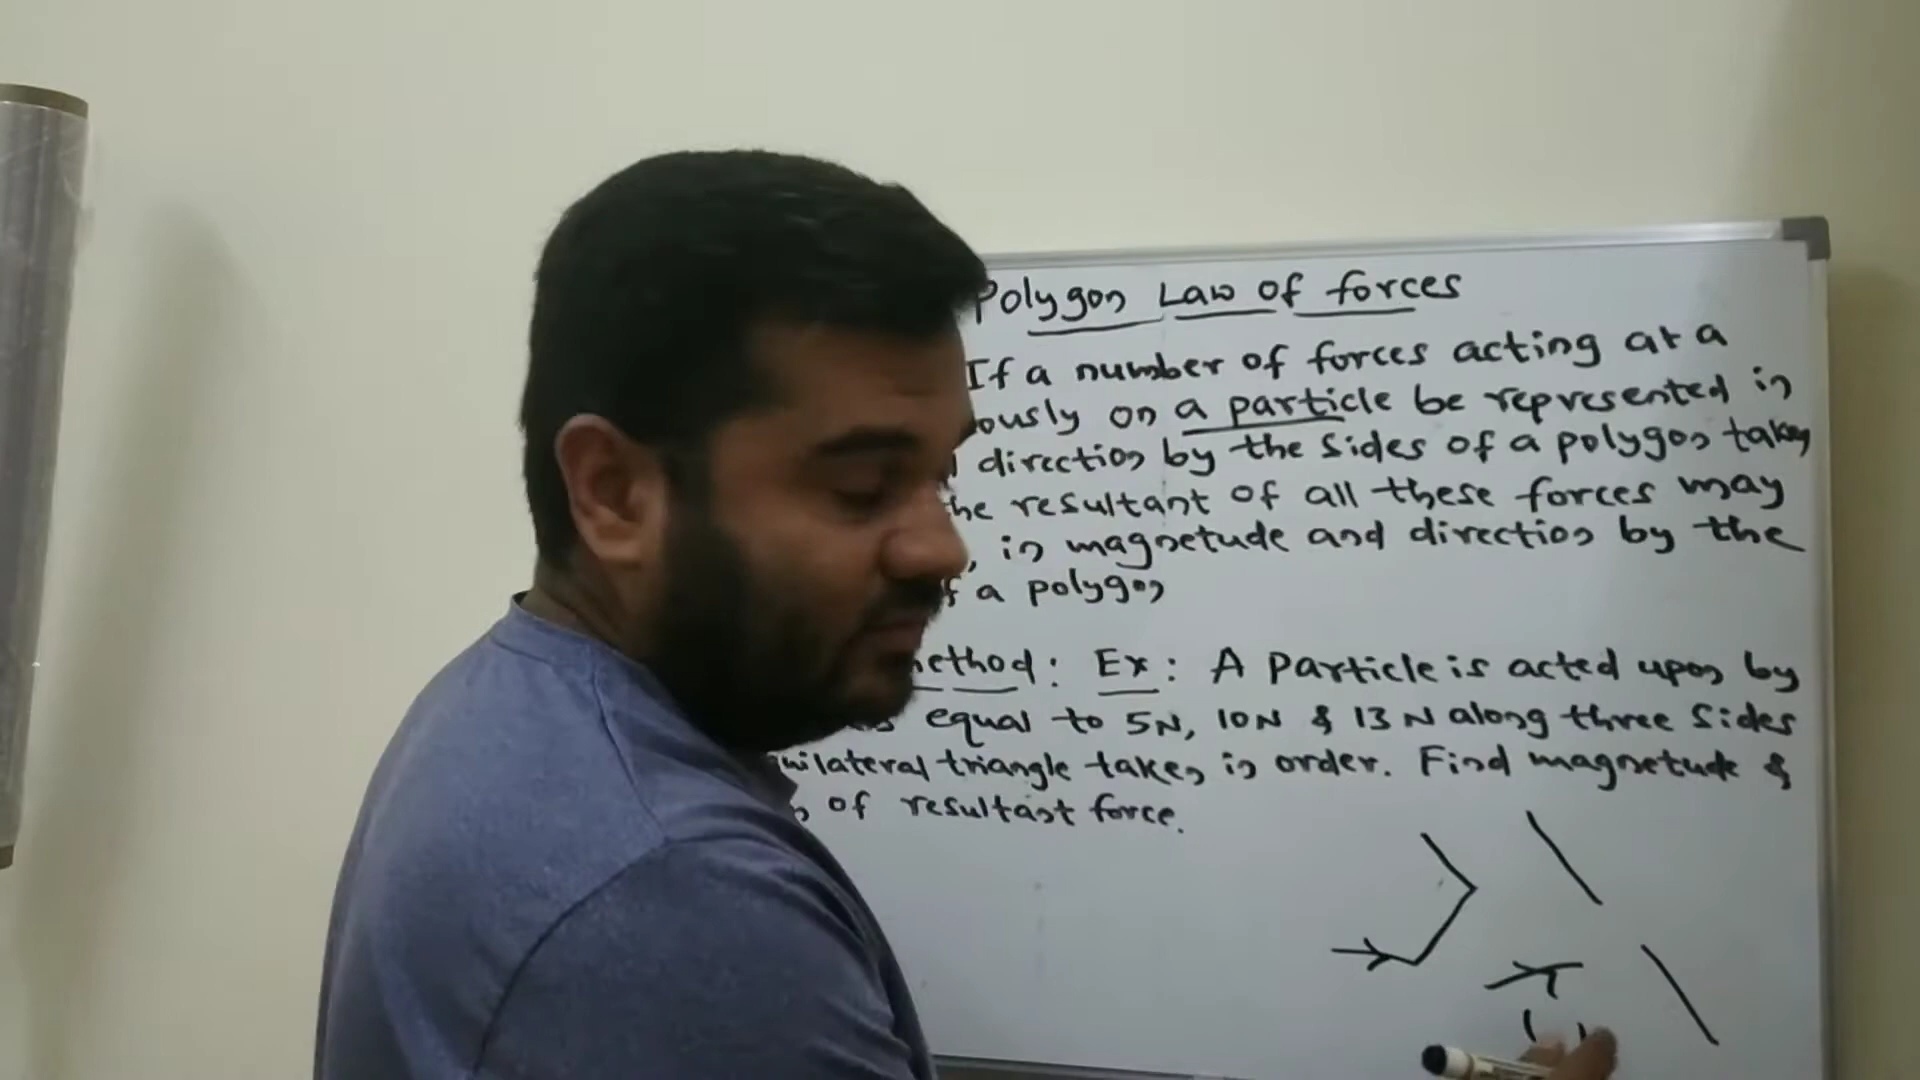 Polygon Law of forces
If a number of forces acting at a
ously on a particle be represented in
direction by the sides of a polygon taken
he resultant of all these forces may
, in magnetude and direction by the
f a polygon
ethod: Ex: A Particle is acted upon by
equal to 5N, 10N & 13N along three sides
uilateral triangle taken in order. Find magnetude &
n of resultant force.